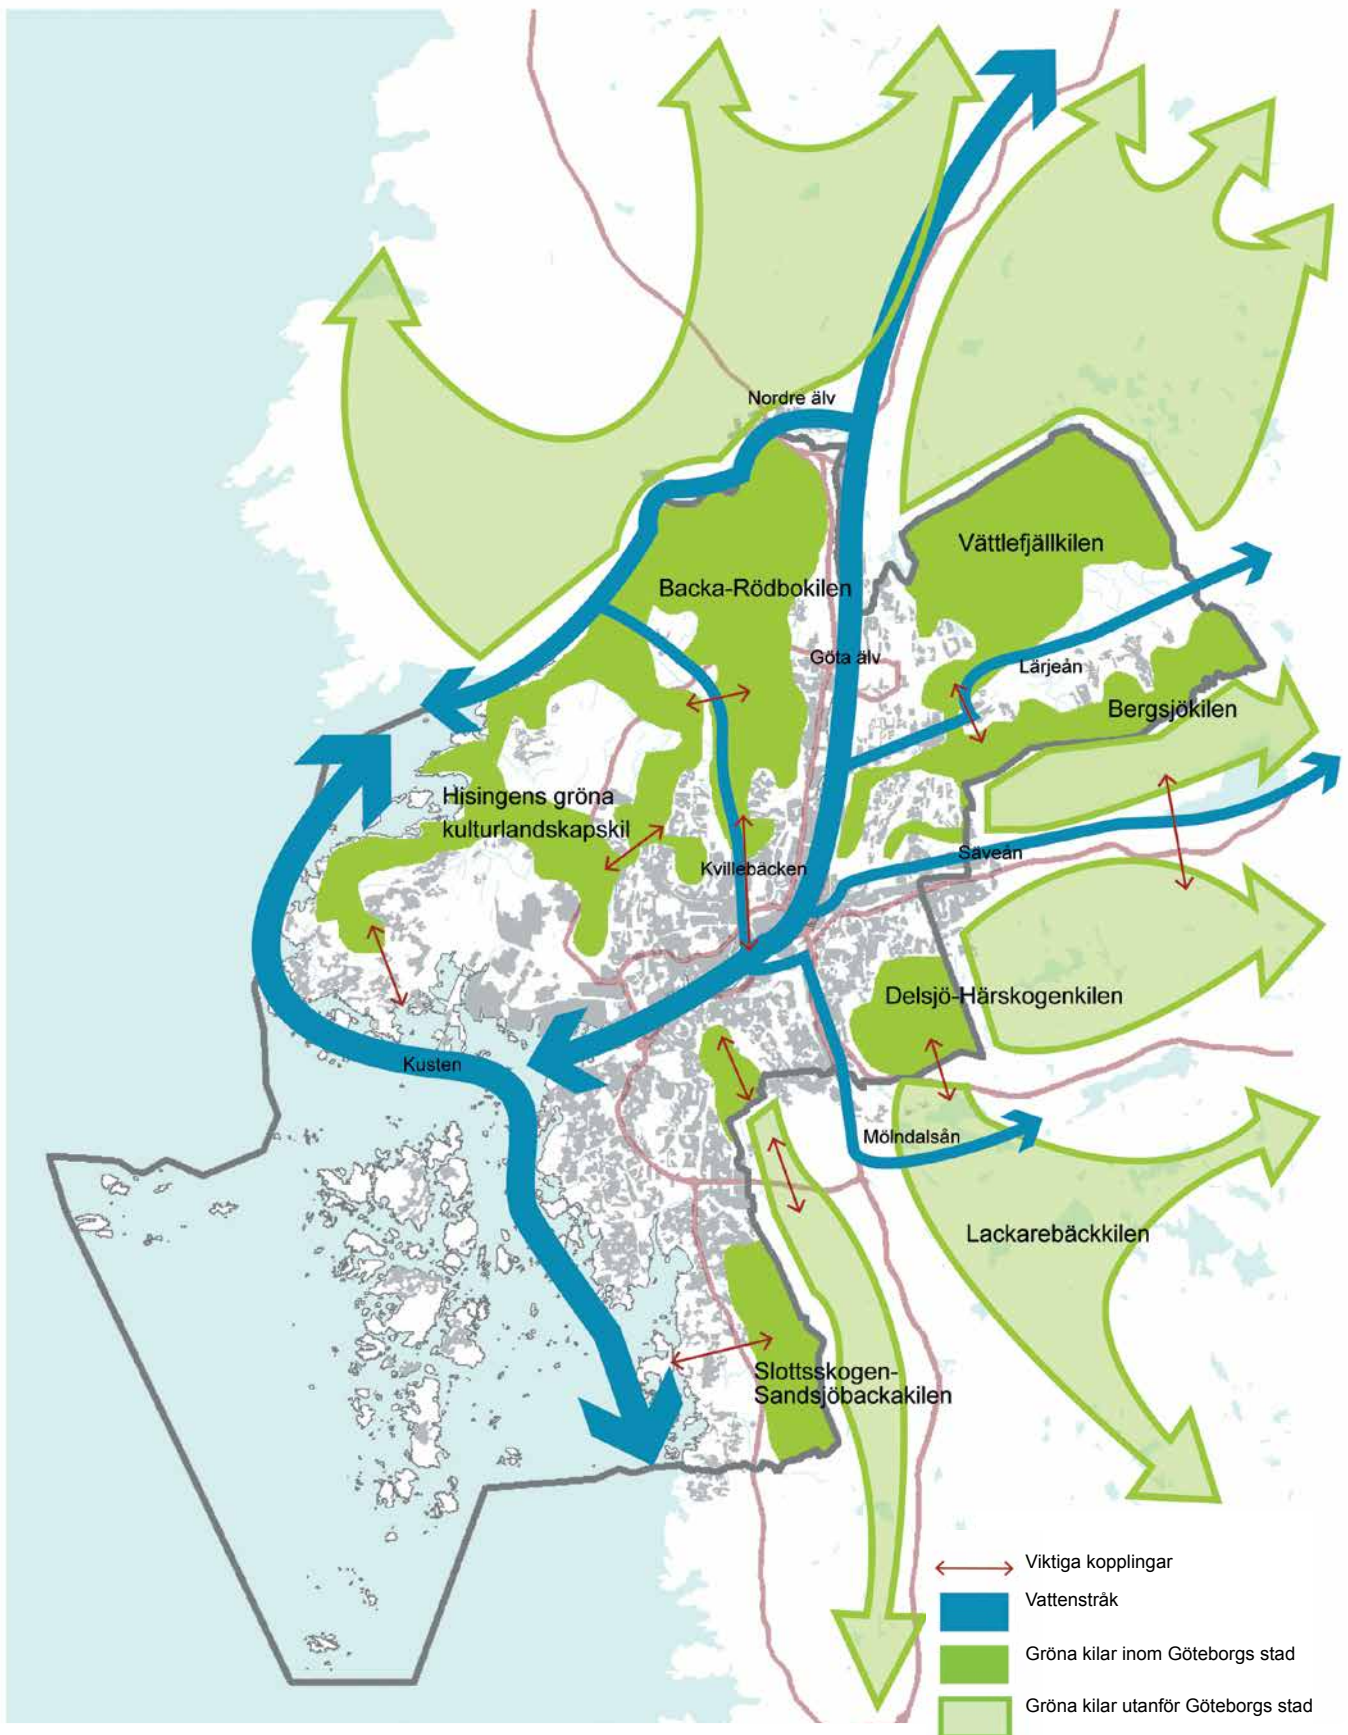 Nordre älv
Vättlefjällkilen
Backa-Rödbokilen
Göta älv
Lärjeån
Bergsjökilen
Hisingens gröna
kulturlandskapskil
Kvillebäcken
Säveån
Delsjö-Härskogenkilen
Kusten
Mölndalsån
Lackarebäckkilen
Slottsskogen-
Sandsjöbackakilen
Viktiga kopplingar
Vattenstråk
Gröna kilar inom Göteborgs stad
Gröna kilar utanför Göteborgs stad